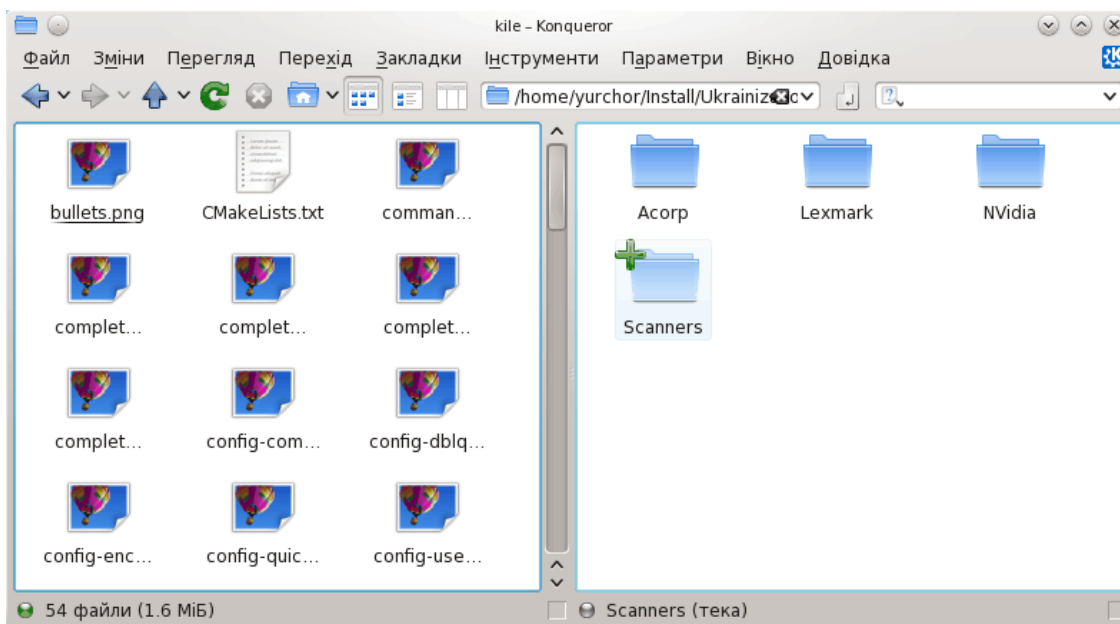 kile – Konqueror
Файл Зміни Перегляд Перехід Закладки Інструменти Параметри Вікно Довідка
/home/yurchor/Install/Ukrainiz
bullets.png CMakeLists.txt comman...
complet... complet... complet...
complet... config-com... config-dblq...
config-enc... config-quic... config-use...
Acorp Lexmark NVidia
Scanners
54 файли (1.6 МіБ)
Scanners (тека)